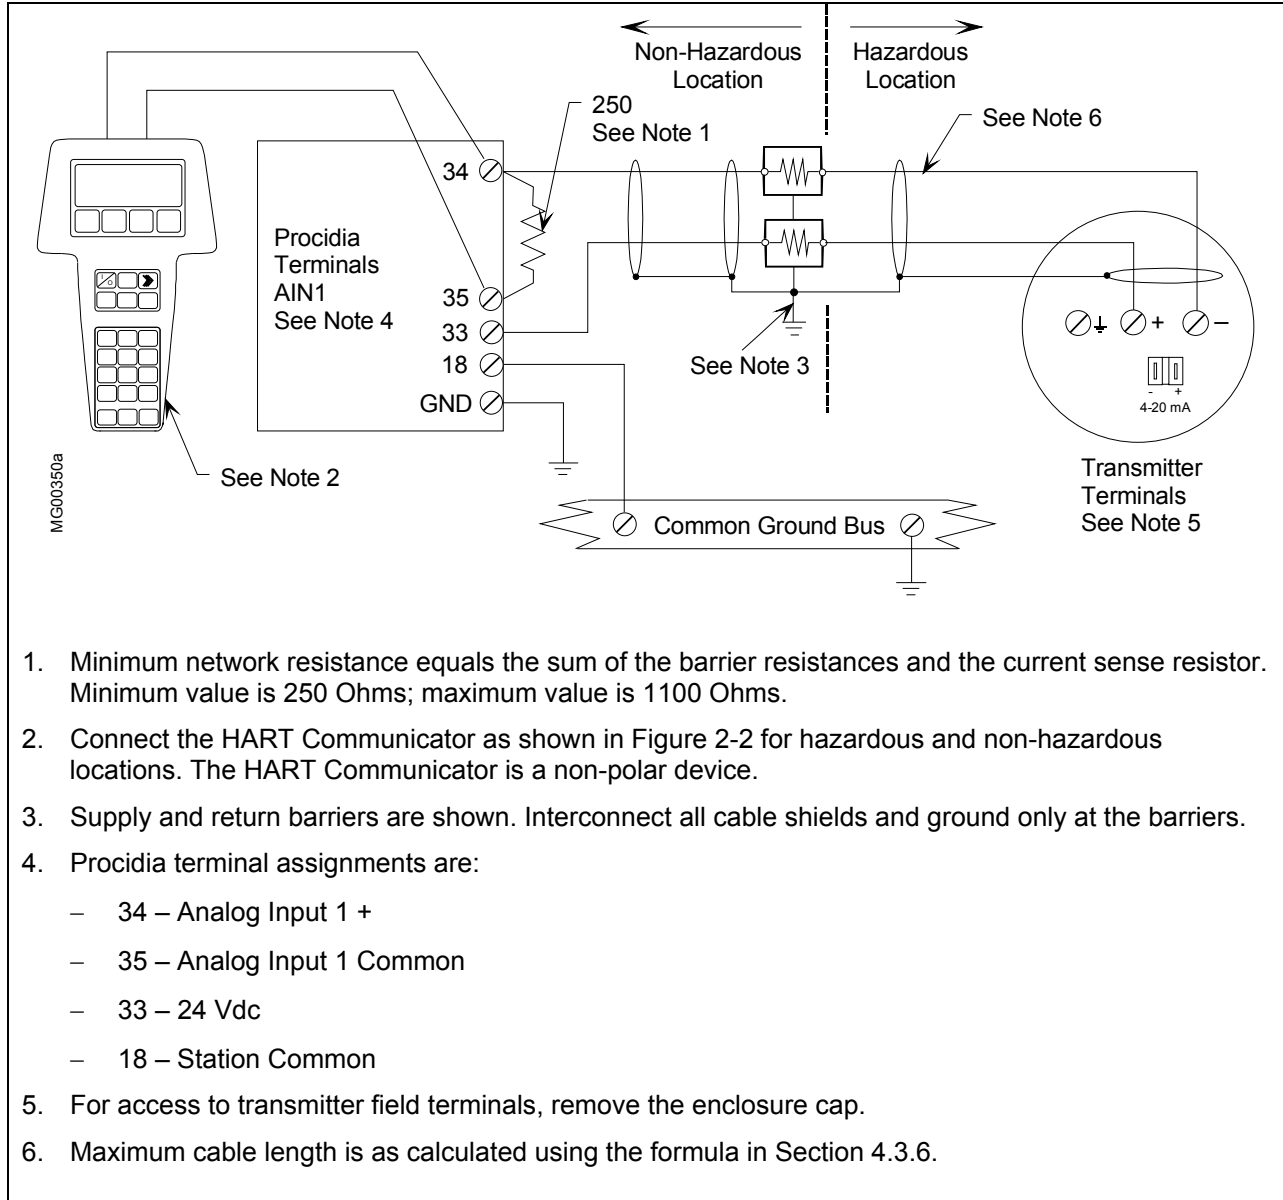 Non-Hazardous
Location
Hazardous
Location
250
See Note 1
See Note 6
34
Procidia
Terminals
AIN1
See Note 4
35
33
18
GND
See Note 3
+
–
- +
4-20 mA
See Note 2
MG00350a
Transmitter
Terminals
See Note 5
Common Ground Bus
1. Minimum network resistance equals the sum of the barrier resistances and the current sense resistor.
Minimum value is 250 Ohms; maximum value is 1100 Ohms.
2. Connect the HART Communicator as shown in Figure 2-2 for hazardous and non-hazardous
locations. The HART Communicator is a non-polar device.
3. Supply and return barriers are shown. Interconnect all cable shields and ground only at the barriers.
4. Procidia terminal assignments are:
– 34 – Analog Input 1 +
– 35 – Analog Input 1 Common
– 33 – 24 Vdc
– 18 – Station Common
5. For access to transmitter field terminals, remove the enclosure cap.
6. Maximum cable length is as calculated using the formula in Section 4.3.6.